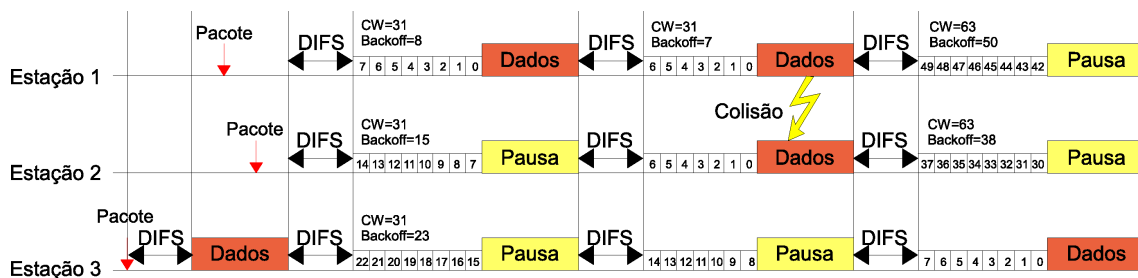 Pacote
DIFS
CW=31
Backoff=8
7 6 5 4 3 2 1 0
Dados
DIFS
CW=31
Backoff=7
6 5 4 3 2 1 0
Dados
DIFS
CW=63
Backoff=50
49 48 47 46 45 44 43 42
Pausa
Estação 1
Colisão
Pacote
DIFS
CW=31
Backoff=15
14 13 12 11 10 9 8 7
Pausa
DIFS
6 5 4 3 2 1 0
Dados
DIFS
CW=63
Backoff=38
37 36 35 34 33 32 31 30
Pausa
Estação 2
Pacote
DIFS
Dados
DIFS
CW=31
Backoff=23
22 21 20 19 18 17 16 15
Pausa
DIFS
14 13 12 11 10 9 8
Pausa
DIFS
7 6 5 4 3 2 1 0
Dados
Estação 3